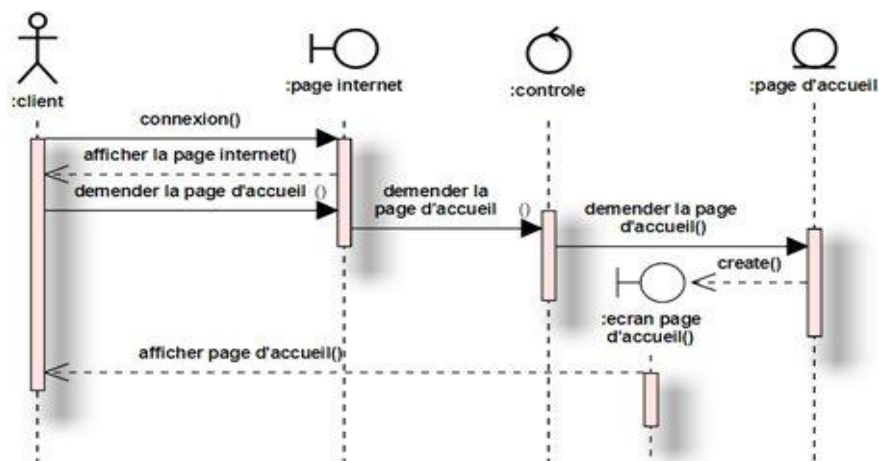 :client
:page internet
:controle
:page d'accueil
connexion()
afficher la page internet()
demender la page d'accueil ()
demender la
page d'accueil ()
demender la page
d'accueil()
create()
:ecran page
d'accueil()
afficher page d'accueil()